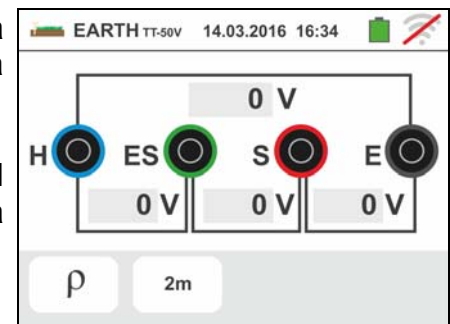 EARTH TT-50V 14.03.2016 16:34
0 V
H ES S E
0 V 0 V 0 V
ρ 2m